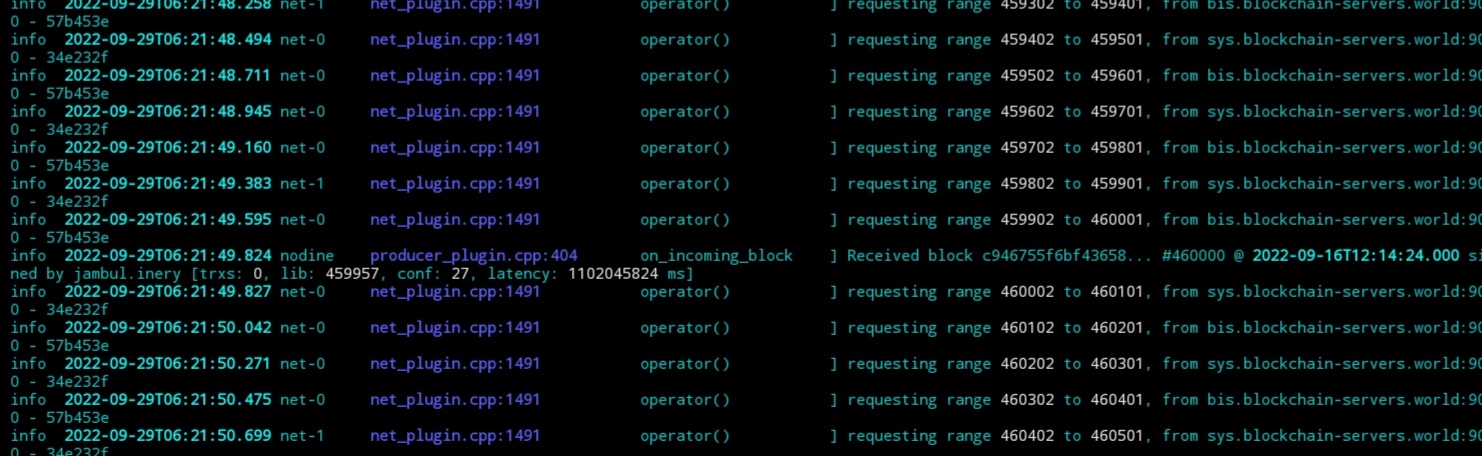 info 2022-09-29T06:21:48.258 net-1 net_plugin.cpp:1491 operator() ] requesting range 459302 to 459401, from bis.blockchain-servers.world:90
0 - 57b453e
info 2022-09-29T06:21:48.494 net-0 net_plugin.cpp:1491 operator() ] requesting range 459402 to 459501, from sys.blockchain-servers.world:90
0 - 34e232f
info 2022-09-29T06:21:48.711 net-0 net_plugin.cpp:1491 operator() ] requesting range 459502 to 459601, from bis.blockchain-servers.world:90
0 - 57b453e
info 2022-09-29T06:21:48.945 net-0 net_plugin.cpp:1491 operator() ] requesting range 459602 to 459701, from sys.blockchain-servers.world:90
0 - 34e232f
info 2022-09-29T06:21:49.160 net-0 net_plugin.cpp:1491 operator() ] requesting range 459702 to 459801, from bis.blockchain-servers.world:90
0 - 57b453e
info 2022-09-29T06:21:49.383 net-1 net_plugin.cpp:1491 operator() ] requesting range 459802 to 459901, from sys.blockchain-servers.world:90
0 - 34e232f
info 2022-09-29T06:21:49.595 net-0 net_plugin.cpp:1491 operator() ] requesting range 459902 to 460001, from bis.blockchain-servers.world:90
0 - 57b453e
info 2022-09-29T06:21:49.824 nodine producer_plugin.cpp:404 on_incoming_block ] Received block c946755f6bf43658... #460000 @ 2022-09-16T12:14:24.000 si
ned by jambul.inery [trxs: 0, lib: 459957, conf: 27, latency: 1102045824 ms]
info 2022-09-29T06:21:49.827 net-0 net_plugin.cpp:1491 operator() ] requesting range 460002 to 460101, from sys.blockchain-servers.world:90
0 - 34e232f
info 2022-09-29T06:21:50.042 net-0 net_plugin.cpp:1491 operator() ] requesting range 460102 to 460201, from bis.blockchain-servers.world:90
0 - 57b453e
info 2022-09-29T06:21:50.271 net-0 net_plugin.cpp:1491 operator() ] requesting range 460202 to 460301, from sys.blockchain-servers.world:90
0 - 34e232f
info 2022-09-29T06:21:50.475 net-0 net_plugin.cpp:1491 operator() ] requesting range 460302 to 460401, from bis.blockchain-servers.world:90
0 - 57b453e
info 2022-09-29T06:21:50.699 net-1 net_plugin.cpp:1491 operator() ] requesting range 460402 to 460501, from sys.blockchain-servers.world:90
0 - 34e232f